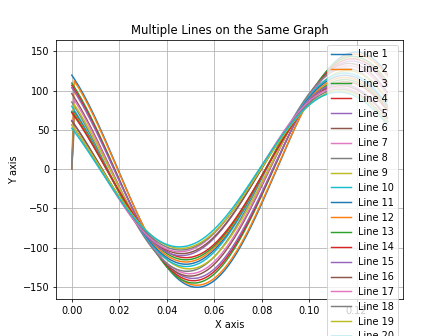 Multiple Lines on the Same Graph
Y axis
150
100
50
0
−50
−100
−150
0.00
0.02
0.04
0.06
0.08
0.10
X axis
Line 1
Line 2
Line 3
Line 4
Line 5
Line 6
Line 7
Line 8
Line 9
Line 10
Line 11
Line 12
Line 13
Line 14
Line 15
Line 16
Line 17
Line 18
Line 19
Line 20